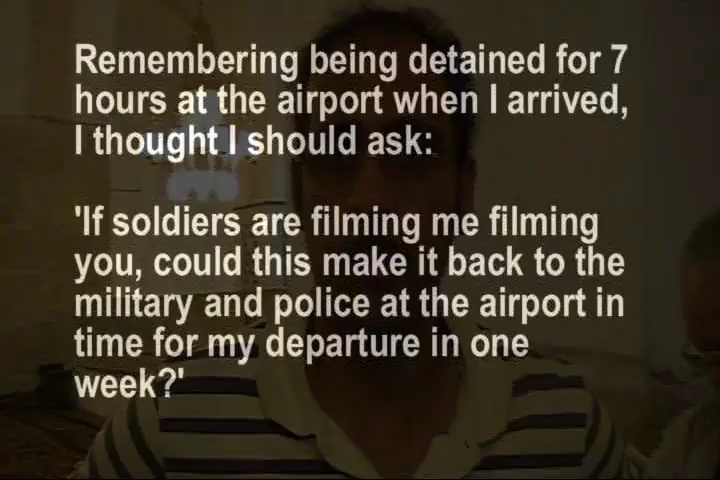 Remembering being detained for 7
hours at the airport when I arrived,
I thought I should ask:
'If soldiers are filming me filming
you, could this make it back to the
military and police at the airport in
time for my departure in one
week?'